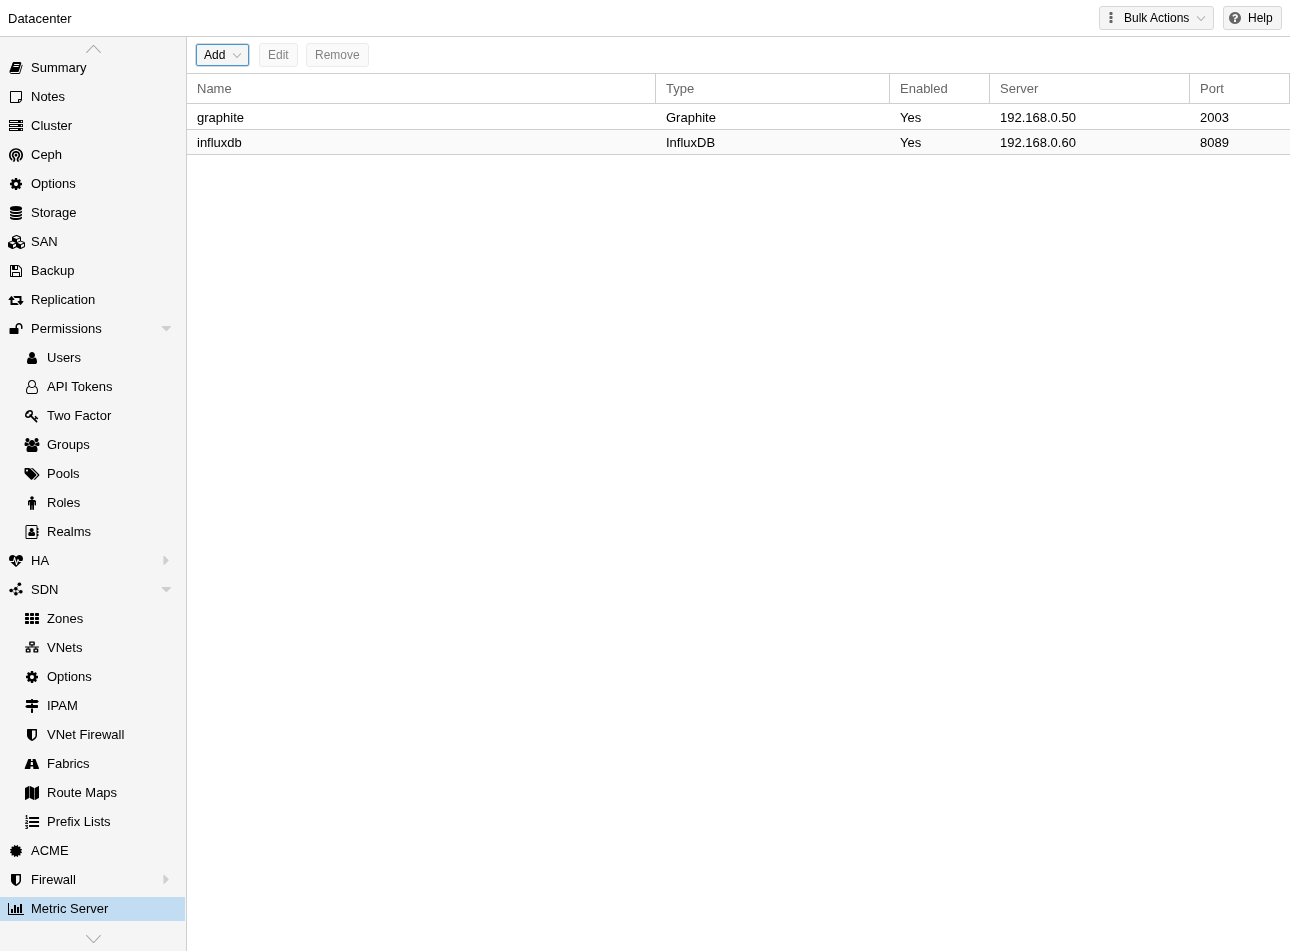 Datacenter
Bulk Actions
Help
Summary
Notes
Cluster
Ceph
Options
Storage
SAN
Backup
Replication
Permissions
Users
API Tokens
Two Factor
Groups
Pools
Roles
Realms
HA
SDN
Zones
VNets
Options
IPAM
VNet Firewall
Fabrics
Route Maps
Prefix Lists
ACME
Firewall
Metric Server
Add Edit Remove
Name Type Enabled Server Port
graphite Graphite Yes 192.168.0.50 2003
influxdb InfluxDB Yes 192.168.0.60 8089